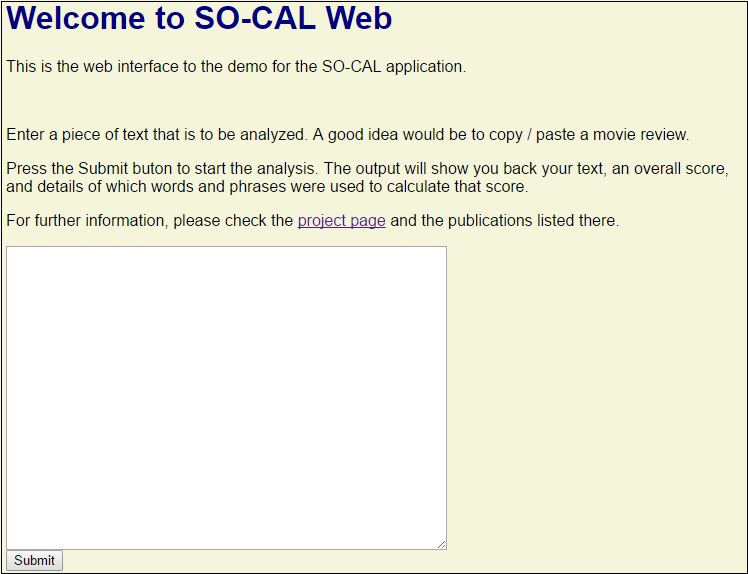 Welcome to SO-CAL Web
This is the web interface to the demo for the SO-CAL application.
Enter a piece of text that is to be analyzed. A good idea would be to copy / paste a movie review.
Press the Submit buton to start the analysis. The output will show you back your text, an overall score,
and details of which words and phrases were used to calculate that score.
For further information, please check the project page and the publications listed there.
Submit